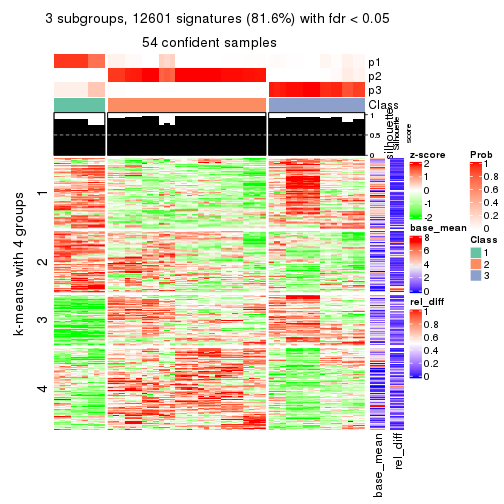 3 subgroups, 12601 signatures (81.6%) with fdr < 0.05
54 confident samples
p1
p2
p3
Class
1
0.5
0
silhouette
Silhouette
score
k-means with 4 groups
1
2
3
4
base_mean
rel_diff
z-score
2
1
0
-1
-2
base_mean
8
6
4
2
0
rel_diff
1
0.8
0.6
0.4
0.2
0
Prob
1
0.8
0.6
0.4
0.2
0
Class
1
2
3